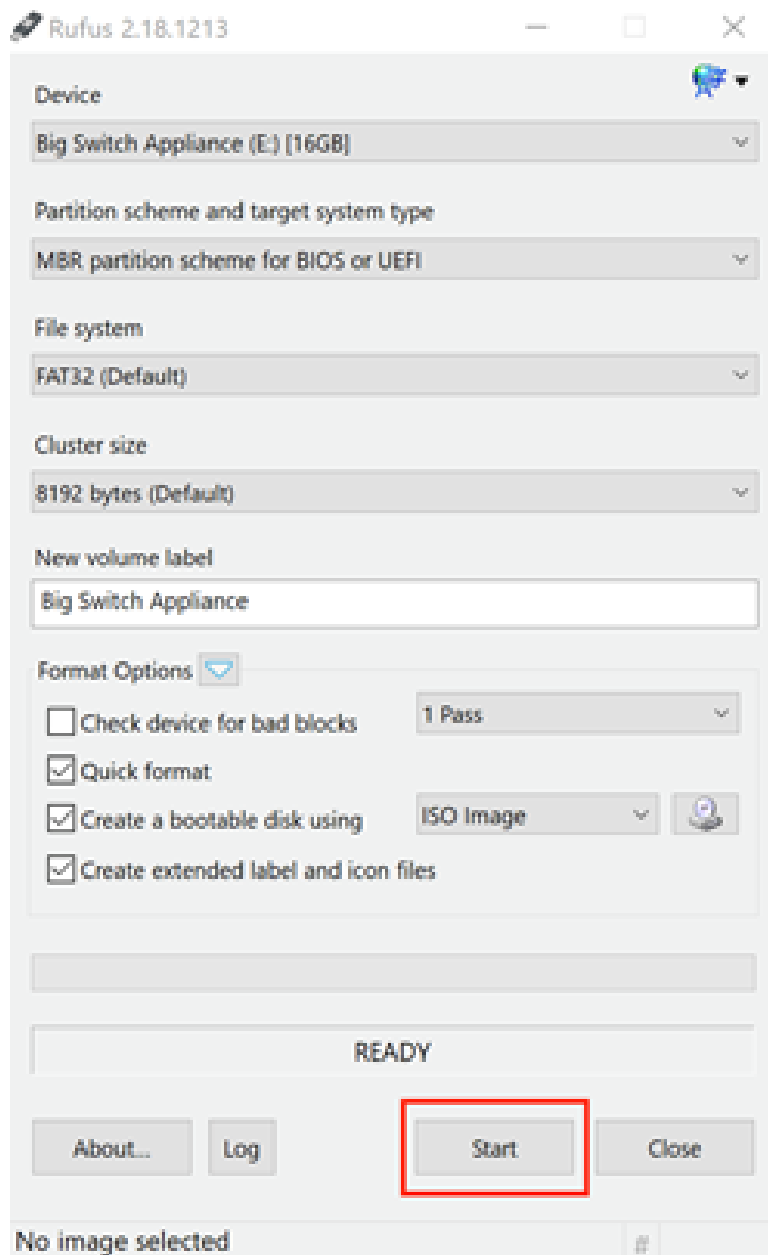 Rufus 2.18.1213
Device
Big Switch Appliance (E:) [16GB]
Partition scheme and target system type
MBR partition scheme for BIOS or UEFI
File system
FAT32 (Default)
Cluster size
8192 bytes (Default)
New volume label
Big Switch Appliance
Format Options
Check device for bad blocks 1 Pass
Quick format
Create a bootable disk using ISO Image
Create extended label and icon files
READY
About... Log Start Close
No image selected #